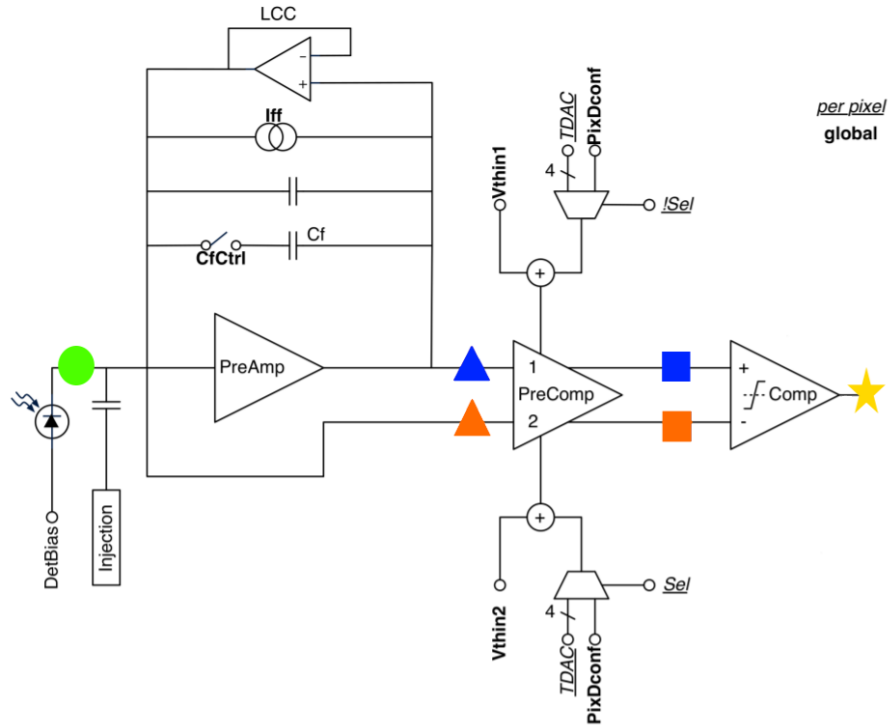 LCC
-
+
Iff
Cf
CfCtrl
PreAmp
DetBias
Injection
Vthin1
TDAC
PixDconf
4
!Sel
per pixel
global
+
1
PreComp
2
+
Vthin2
4
TDAC
PixDconf
Sel
+
Comp
-